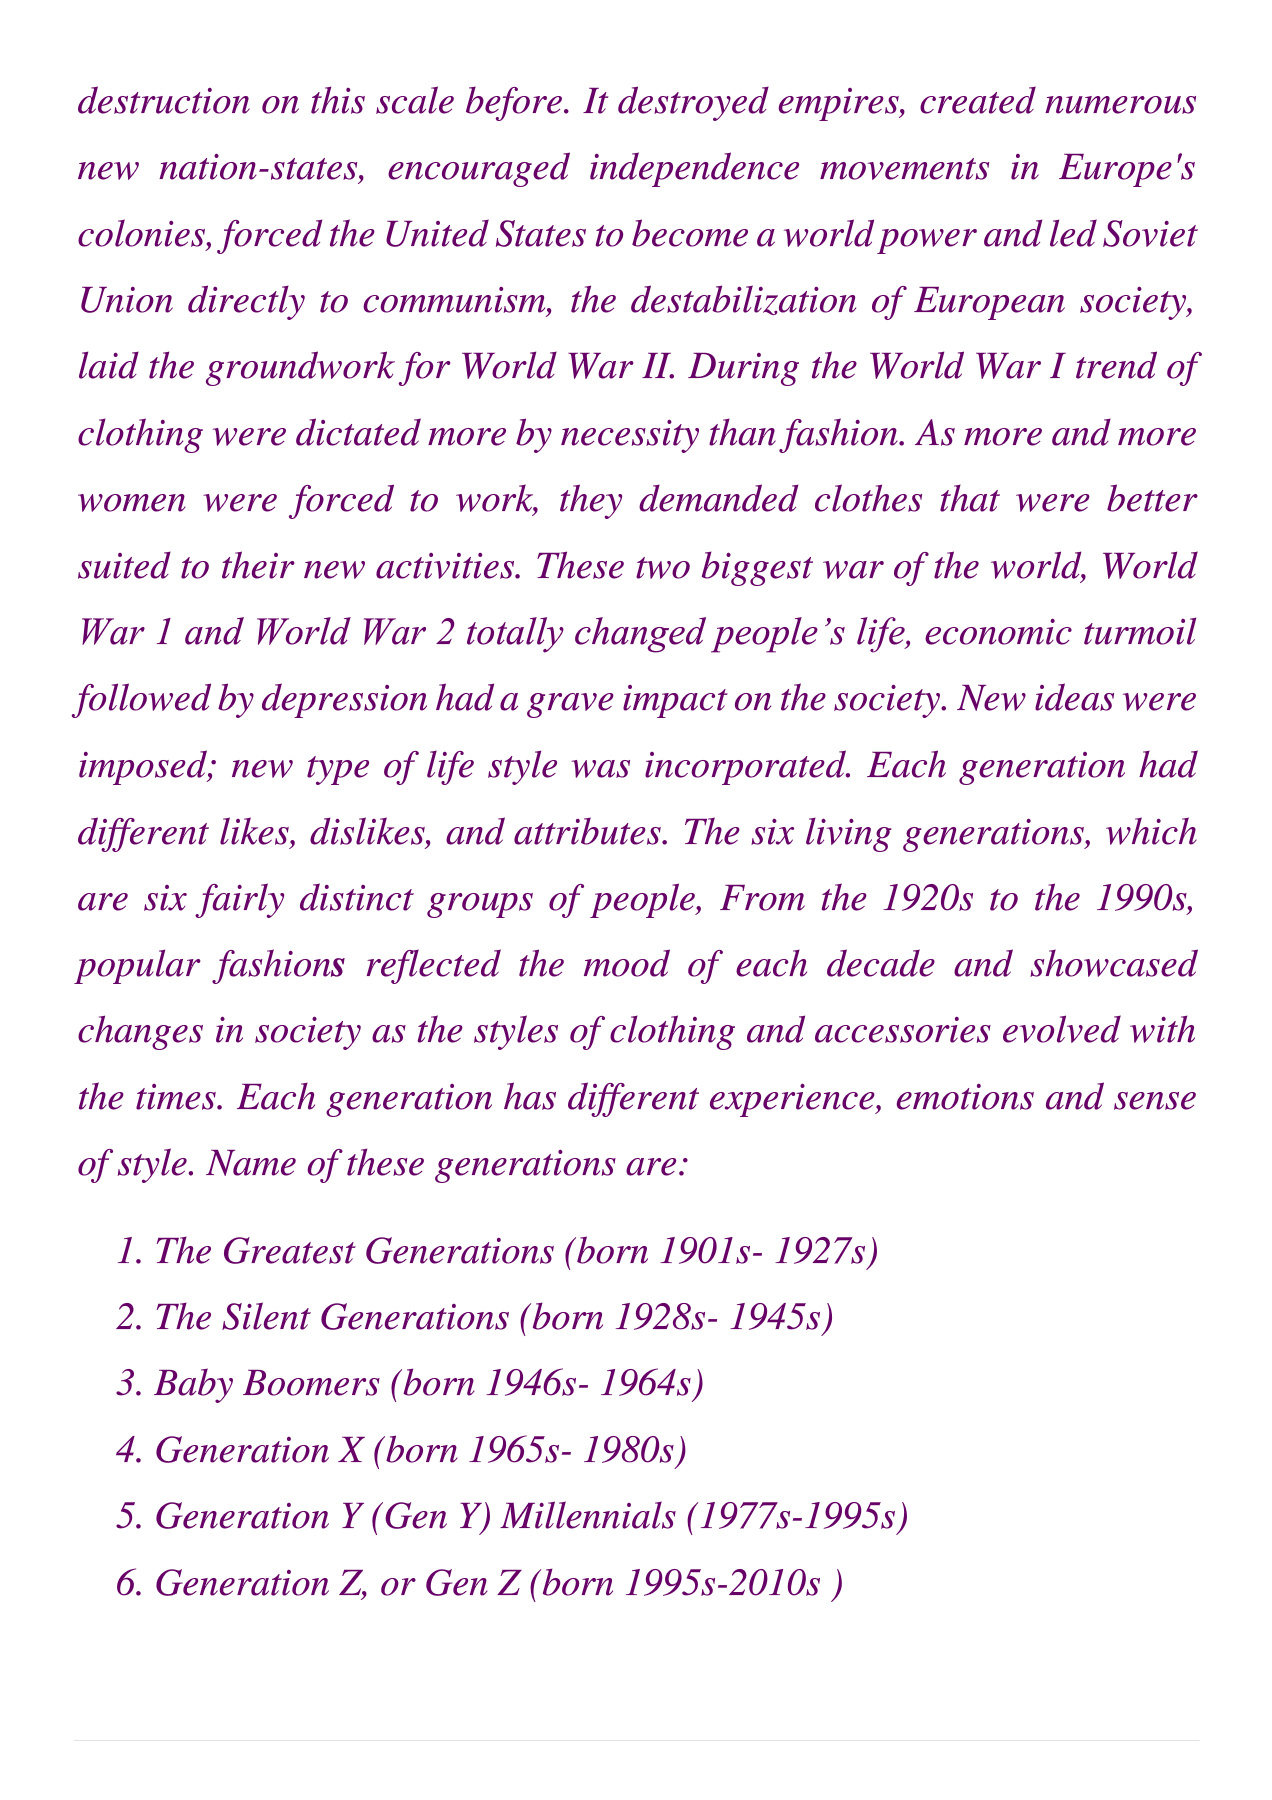 destruction on this scale before. It destroyed empires, created numerous
new nation-states, encouraged independence movements in Europe's
colonies, forced the United States to become a world power and led Soviet
Union directly to communism, the destabilization of European society,
laid the groundwork for World War II. During the World War I trend of
clothing were dictated more by necessity than fashion. As more and more
women were forced to work, they demanded clothes that were better
suited to their new activities. These two biggest war of the world, World
War 1 and World War 2 totally changed people’s life, economic turmoil
followed by depression had a grave impact on the society. New ideas were
imposed; new type of life style was incorporated. Each generation had
different likes, dislikes, and attributes. The six living generations, which
are six fairly distinct groups of people, From the 1920s to the 1990s,
popular fashions reflected the mood of each decade and showcased
changes in society as the styles of clothing and accessories evolved with
the times. Each generation has different experience, emotions and sense
of style. Name of these generations are:
1. The Greatest Generations (born 1901s- 1927s)
2. The Silent Generations (born 1928s- 1945s)
3. Baby Boomers (born 1946s- 1964s)
4. Generation X (born 1965s- 1980s)
5. Generation Y (Gen Y) Millennials (1977s-1995s)
6. Generation Z, or Gen Z (born 1995s-2010s )